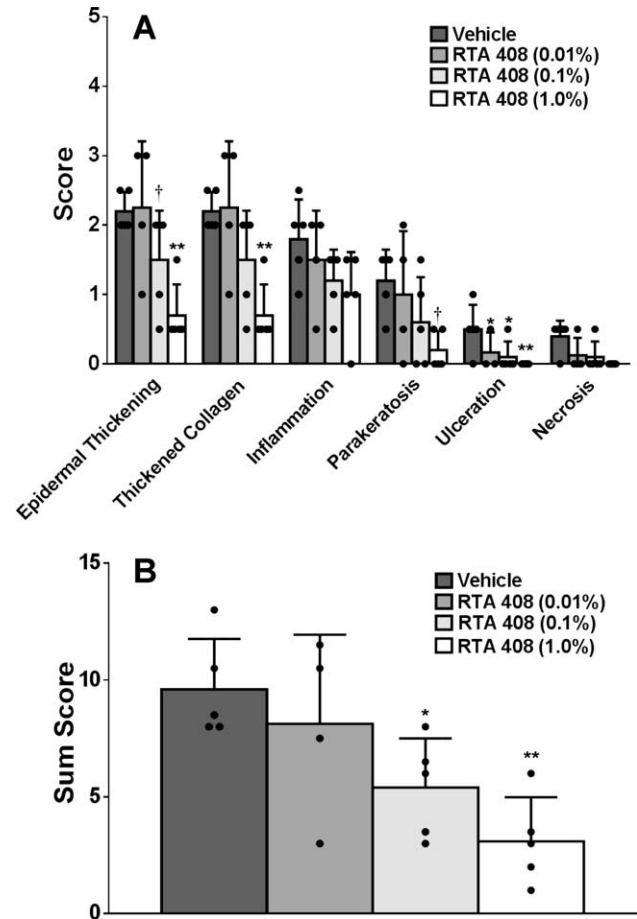 A
Vehicle
RTA 408 (0.01%)
RTA 408 (0.1%)
RTA 408 (1.0%)
Score
5
4
3
2
1
0
†
**
**
†
*
*
**
Epidermal Thickening
Thickened Collagen
Inflammation
Parakeratosis
Ulceration
Necrosis
B
Vehicle
RTA 408 (0.01%)
RTA 408 (0.1%)
RTA 408 (1.0%)
Sum Score
15
10
5
0
*
**